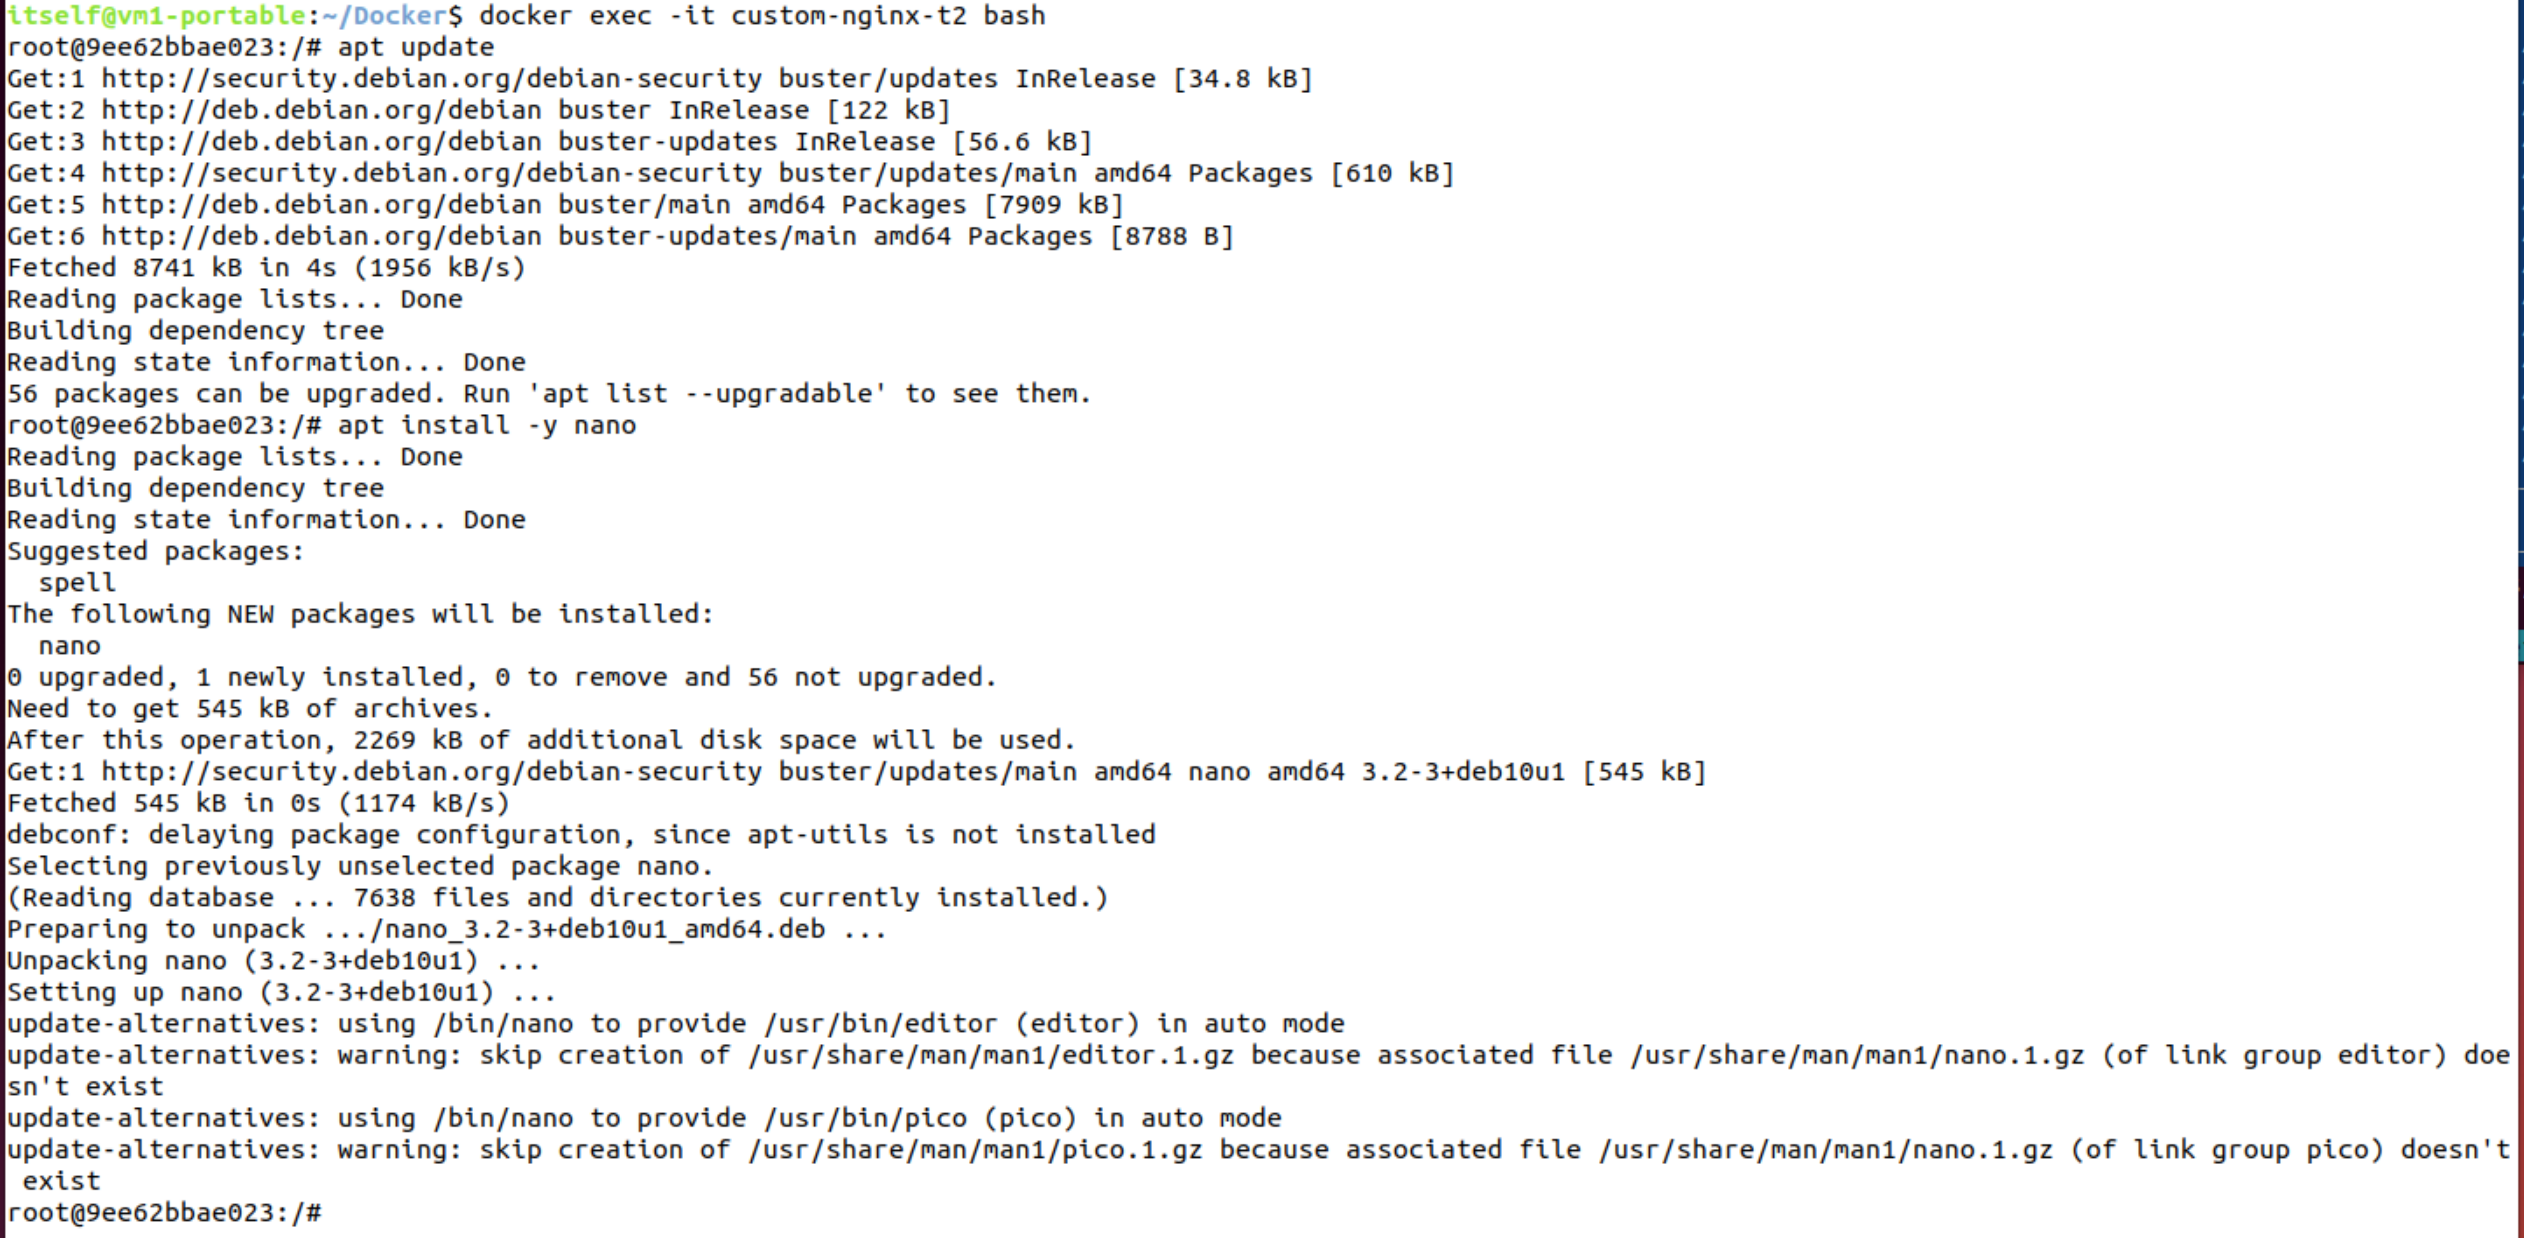 itself@vm1-portable:~/Docker$ docker exec -it custom-nginx-t2 bash
root@9ee62bbae023:/# apt update
Get:1 http://security.debian.org/debian-security buster/updates InRelease [34.8 kB]
Get:2 http://deb.debian.org/debian buster InRelease [122 kB]
Get:3 http://deb.debian.org/debian buster-updates InRelease [56.6 kB]
Get:4 http://security.debian.org/debian-security buster/updates/main amd64 Packages [610 kB]
Get:5 http://deb.debian.org/debian buster/main amd64 Packages [7909 kB]
Get:6 http://deb.debian.org/debian buster-updates/main amd64 Packages [8788 B]
Fetched 8741 kB in 4s (1956 kB/s)
Reading package lists... Done
Building dependency tree
Reading state information... Done
56 packages can be upgraded. Run 'apt list --upgradable' to see them.
root@9ee62bbae023:/# apt install -y nano
Reading package lists... Done
Building dependency tree
Reading state information... Done
Suggested packages:
  spell
The following NEW packages will be installed:
  nano
0 upgraded, 1 newly installed, 0 to remove and 56 not upgraded.
Need to get 545 kB of archives.
After this operation, 2269 kB of additional disk space will be used.
Get:1 http://security.debian.org/debian-security buster/updates/main amd64 nano amd64 3.2-3+deb10u1 [545 kB]
Fetched 545 kB in 0s (1174 kB/s)
debconf: delaying package configuration, since apt-utils is not installed
Selecting previously unselected package nano.
(Reading database ... 7638 files and directories currently installed.)
Preparing to unpack .../nano_3.2-3+deb10u1_amd64.deb ...
Unpacking nano (3.2-3+deb10u1) ...
Setting up nano (3.2-3+deb10u1) ...
update-alternatives: using /bin/nano to provide /usr/bin/editor (editor) in auto mode
update-alternatives: warning: skip creation of /usr/share/man/man1/editor.1.gz because associated file /usr/share/man/man1/nano.1.gz (of link group editor) doe
sn't exist
update-alternatives: using /bin/nano to provide /usr/bin/pico (pico) in auto mode
update-alternatives: warning: skip creation of /usr/share/man/man1/pico.1.gz because associated file /usr/share/man/man1/nano.1.gz (of link group pico) doesn't
 exist
root@9ee62bbae023:/#